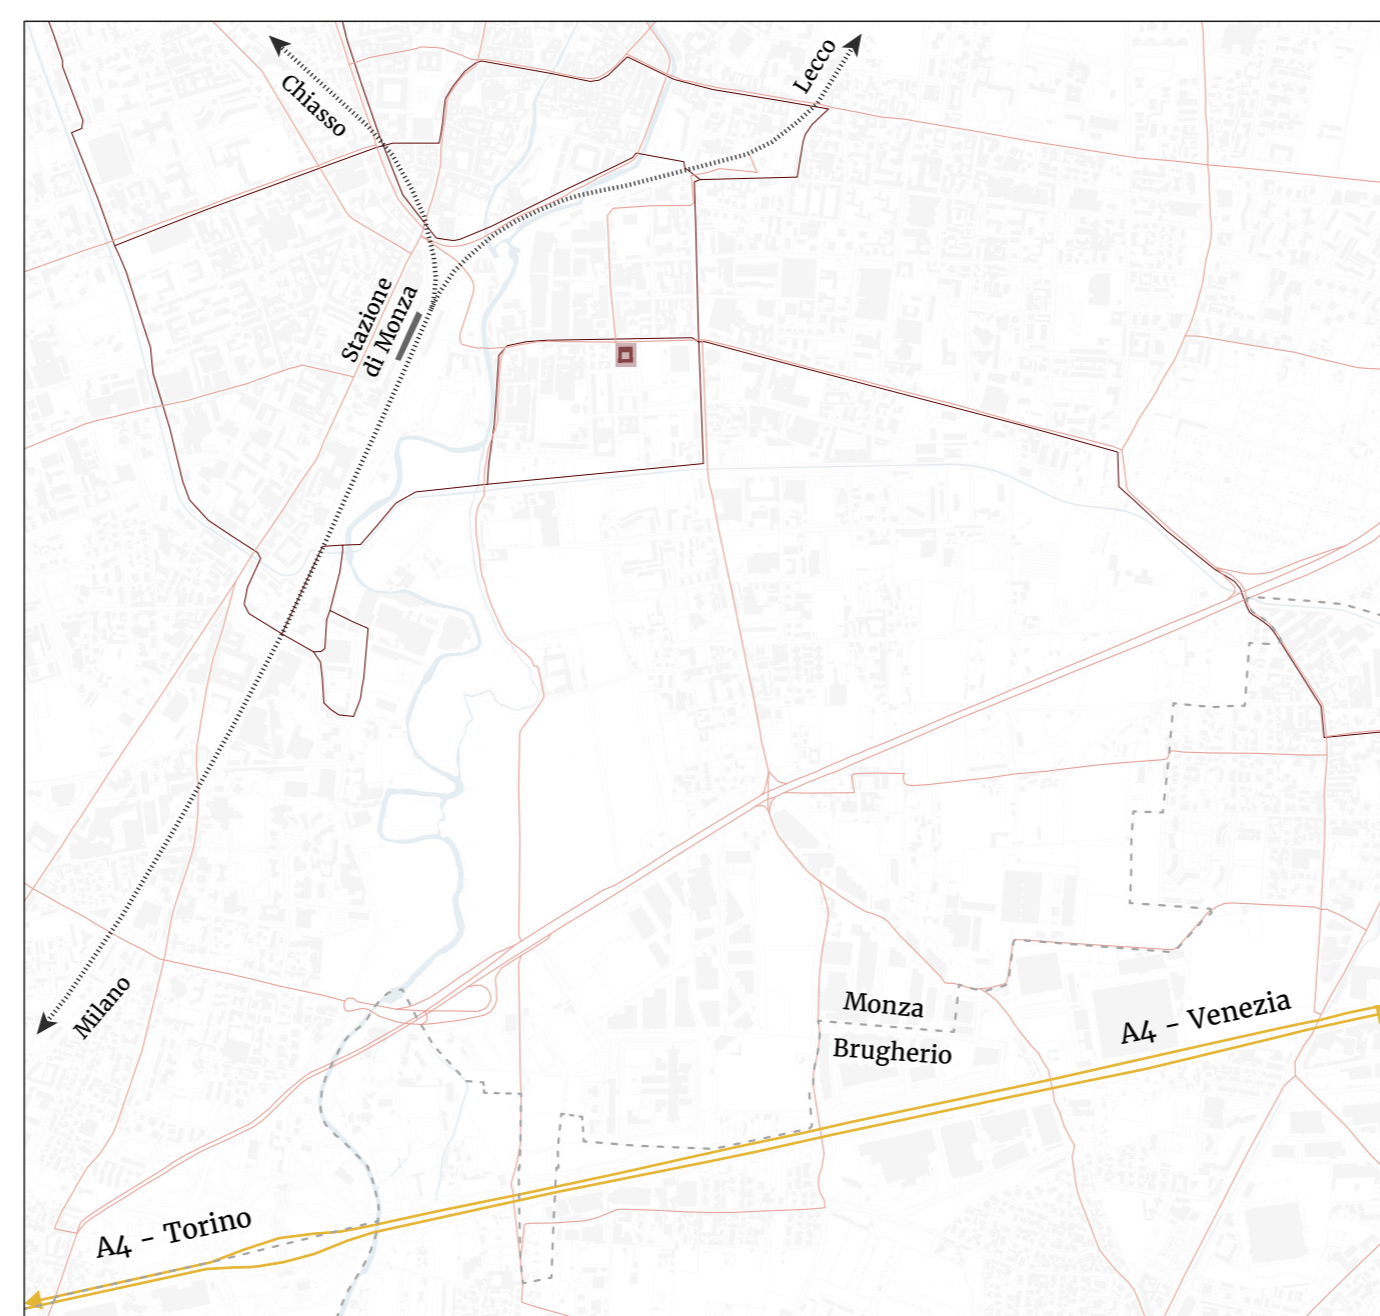 Chiasso
Lecco
Stazione
di Monza
Milano
Monza
Brugherio
A4 - Venezia
A4 - Torino